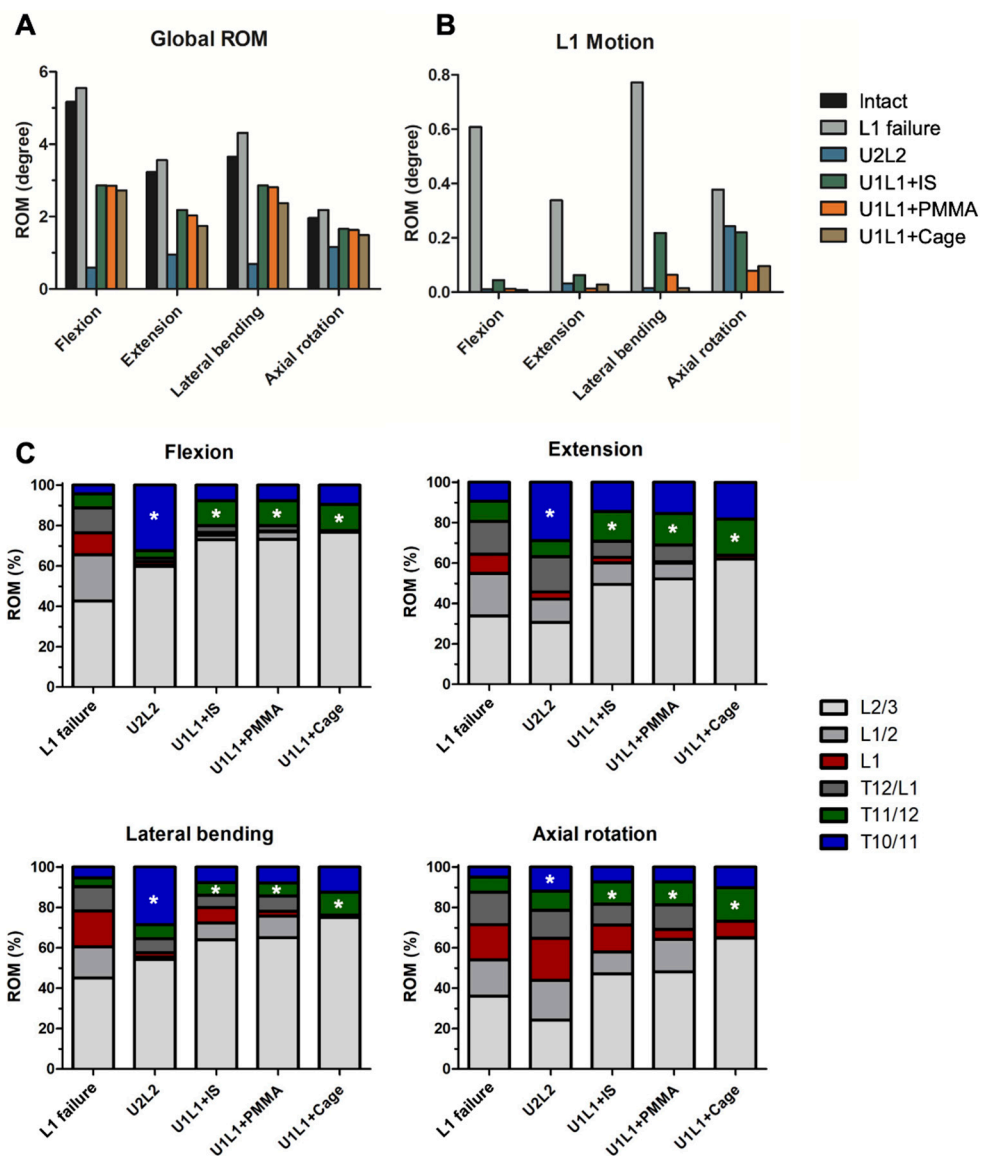 A
Global ROM
ROM (degree)
6
4
2
0
Flexion
Extension
Lateral bending
Axial rotation
B
L1 Motion
ROM (degree)
0.8
0.6
0.4
0.2
0.0
Flexion
Extension
Lateral bending
Axial rotation
Intact
L1 failure
U2L2
U1L1+IS
U1L1+PMMA
U1L1+Cage
C
Flexion
ROM (%)
100
80
60
40
20
0
* * * *
L1 failure
U2L2
U1L1+IS
U1L1+PMMA
U1L1+Cage
Extension
ROM (%)
100
80
60
40
20
0
* * * *
L1 failure
U2L2
U1L1+IS
U1L1+PMMA
U1L1+Cage
Lateral bending
ROM (%)
100
80
60
40
20
0
* * * *
L1 failure
U2L2
U1L1+IS
U1L1+PMMA
U1L1+Cage
Axial rotation
ROM (%)
100
80
60
40
20
0
* * * *
L1 failure
U2L2
U1L1+IS
U1L1+PMMA
U1L1+Cage
L2/3
L1/2
L1
T12/L1
T11/12
T10/11